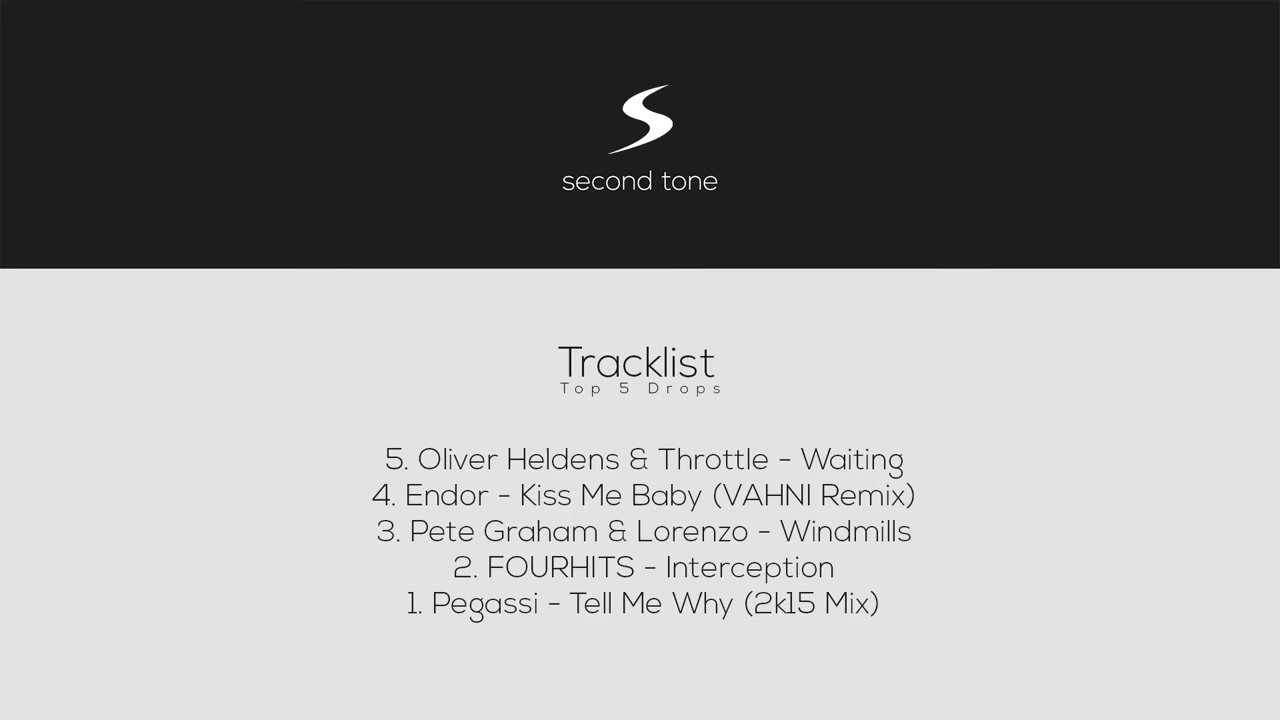 second tone
Tracklist
Top 5 Drops
5. Oliver Heldens & Throttle - Waiting
4. Endor - Kiss Me Baby (VAHNI Remix)
3. Pete Graham & Lorenzo - Windmills
2. FOURHITS - Interception
1. Pegassi - Tell Me Why (2k15 Mix)